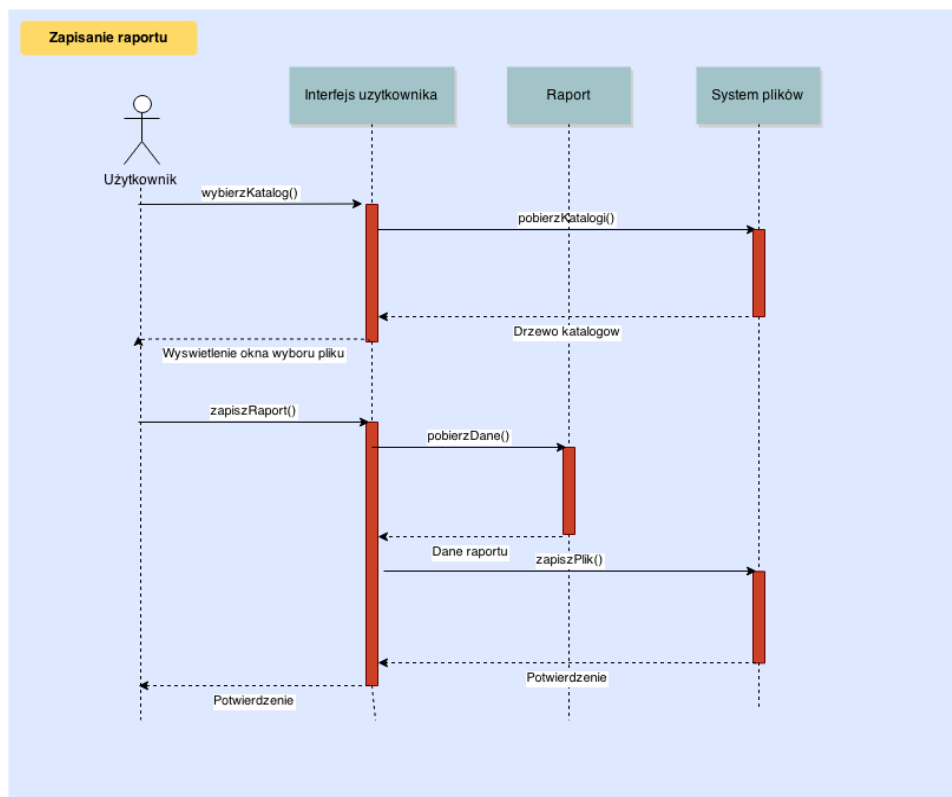 Zapisanie raportu
Interfejs uzytkownika
Raport
System plików
Użytkownik
wybierzKatalog()
pobierzKatalogi()
Drzewo katalogow
Wyswietlenie okna wyboru pliku
zapiszRaport()
pobierzDane()
Dane raportu
zapiszPlik()
Potwierdzenie
Potwierdzenie